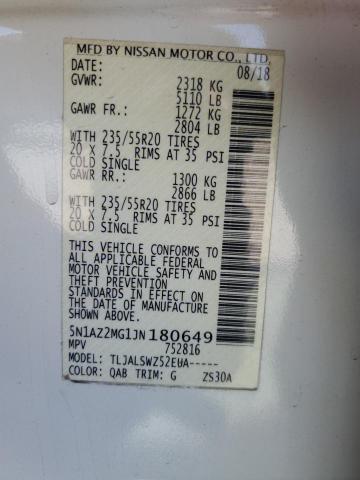 MFD BY NISSAN MOTOR CO., LTD.
DATE: 08/18
GVWR: 2318 KG
5110 LB
GAWR FR.: 1272 KG
2804 LB
WITH 235/55R20 TIRES
20 X 7.5 RIMS AT 35 PSI
COLD SINGLE
GAWR RR.: 1300 KG
2866 LB
WITH 235/55R20 TIRES
20 X 7.5 RIMS AT 35 PSI
COLD SINGLE
THIS VEHICLE CONFORMS TO
ALL APPLICABLE FEDERAL
MOTOR VEHICLE SAFETY AND
THEFT PREVENTION
STANDARDS IN EFFECT ON
THE DATE OF MANUFACTURE
SHOWN ABOVE.
5N1AZ2MG1JN180649
MPV 752816
MODEL: TLJALSWZ52EUA-----
COLOR: QAB TRIM: G ZS30A